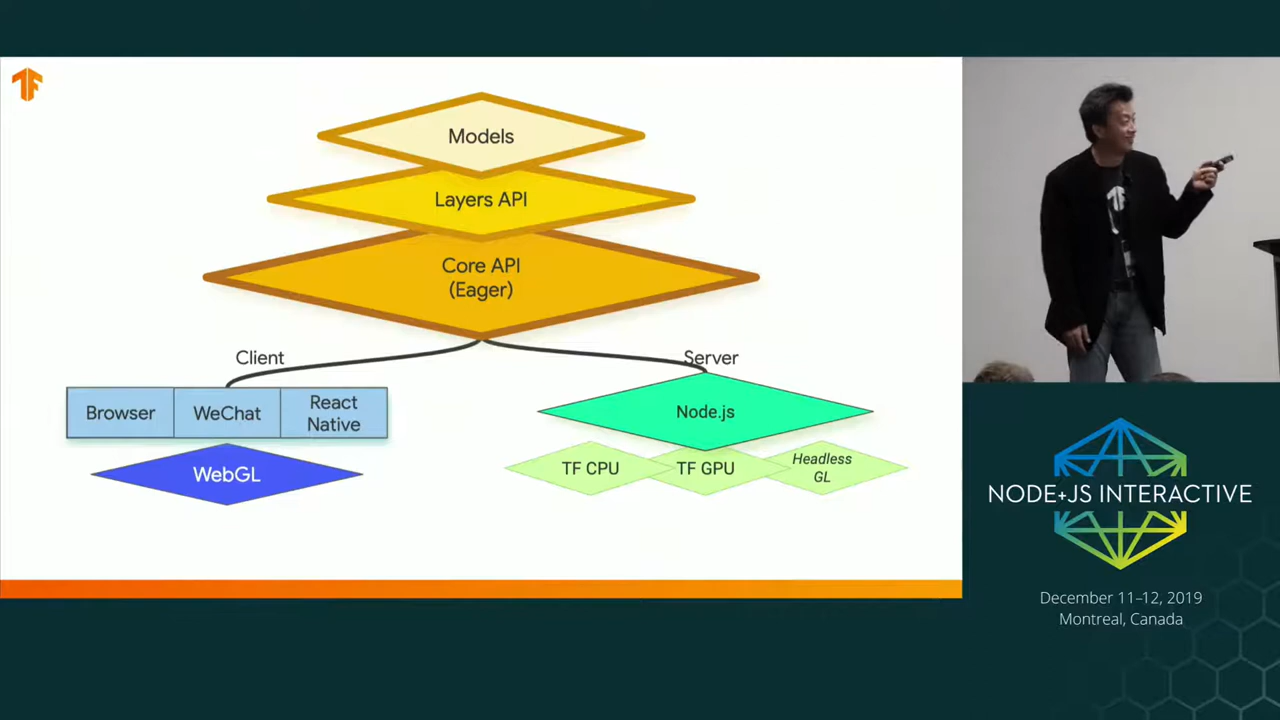 TF
Models
Layers API
Core API
(Eager)
Client
Server
Browser
WeChat
React
Native
Node.js
WebGL
TF CPU
TF GPU
Headless
GL
NODE+JS INTERACTIVE
December 11–12, 2019
Montreal, Canada